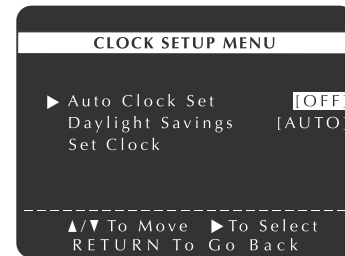 CLOCK SETUP MENU
▶ Auto Clock Set [OFF]
Daylight Savings [AUTO]
Set Clock
▲/▼ To Move ▶ To Select
RETURN To Go Back